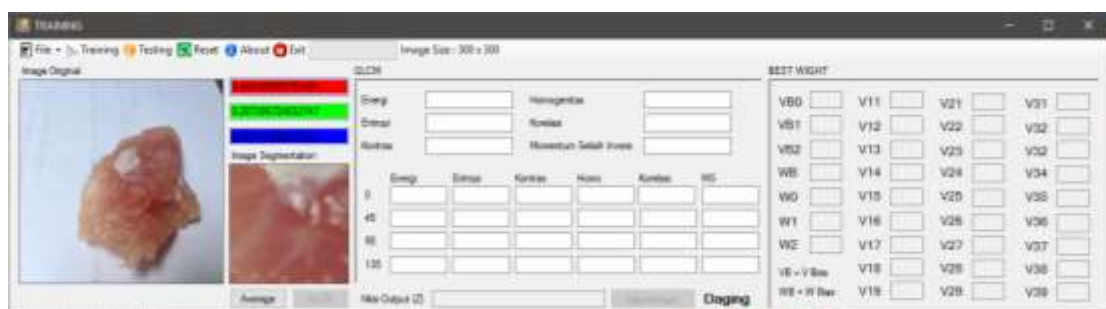 TRAINING
File Training Testing Reset About Exit Image Size : 300 x 300
Image Original
Image Segmentation
Average
GLCM
Energi Homogenitas
Entropi Korelasi
Kontras Momentum Selisih Invers
Energi Entropi Kontras Homo Korelasi
0
45
90
135
Nilai Output (Z) Daging
BEST WIGHT
VB0 V11 V21 V31
VB1 V12 V22 V32
VB2 V13 V23 V32
WB V14 V24 V34
W0 V15 V25 V35
W1 V16 V26 V36
W2 V17 V27 V37
VB = V Bias V18 V28 V38
WB = W Bias V19 V29 V39